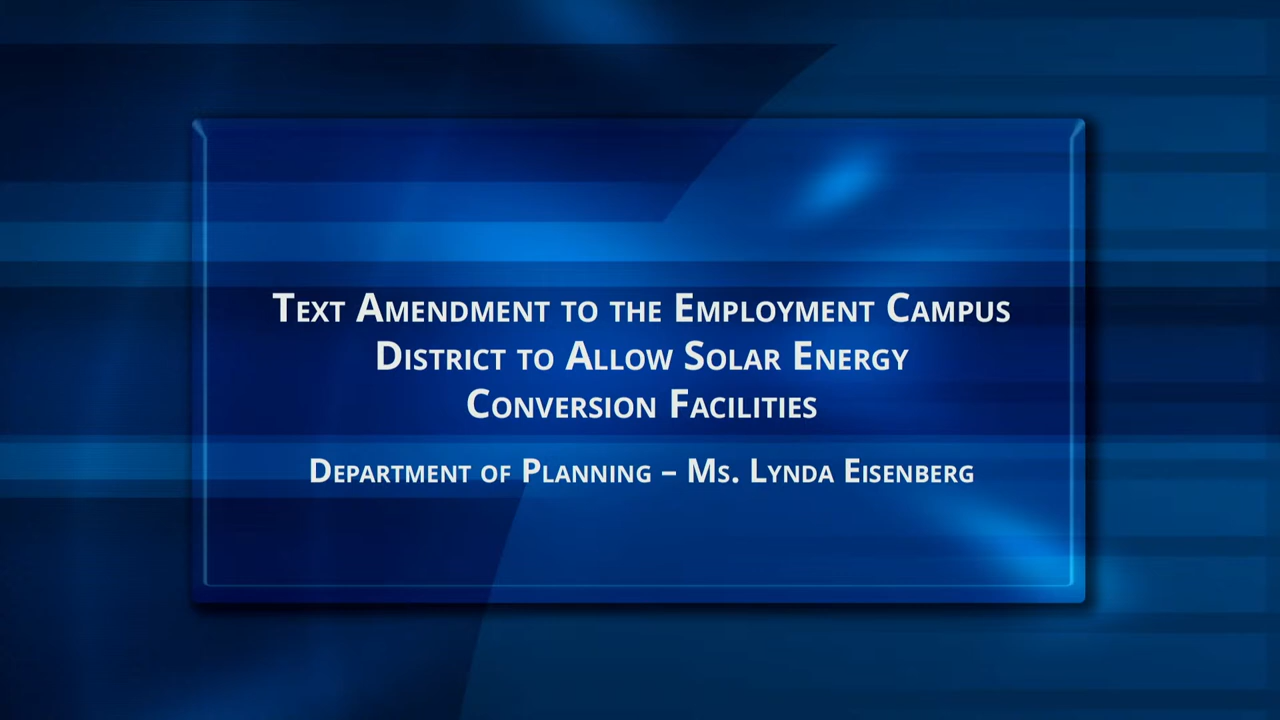 Text Amendment to the Employment Campus
District to Allow Solar Energy
Conversion Facilities
Department of Planning – Ms. Lynda Eisenberg